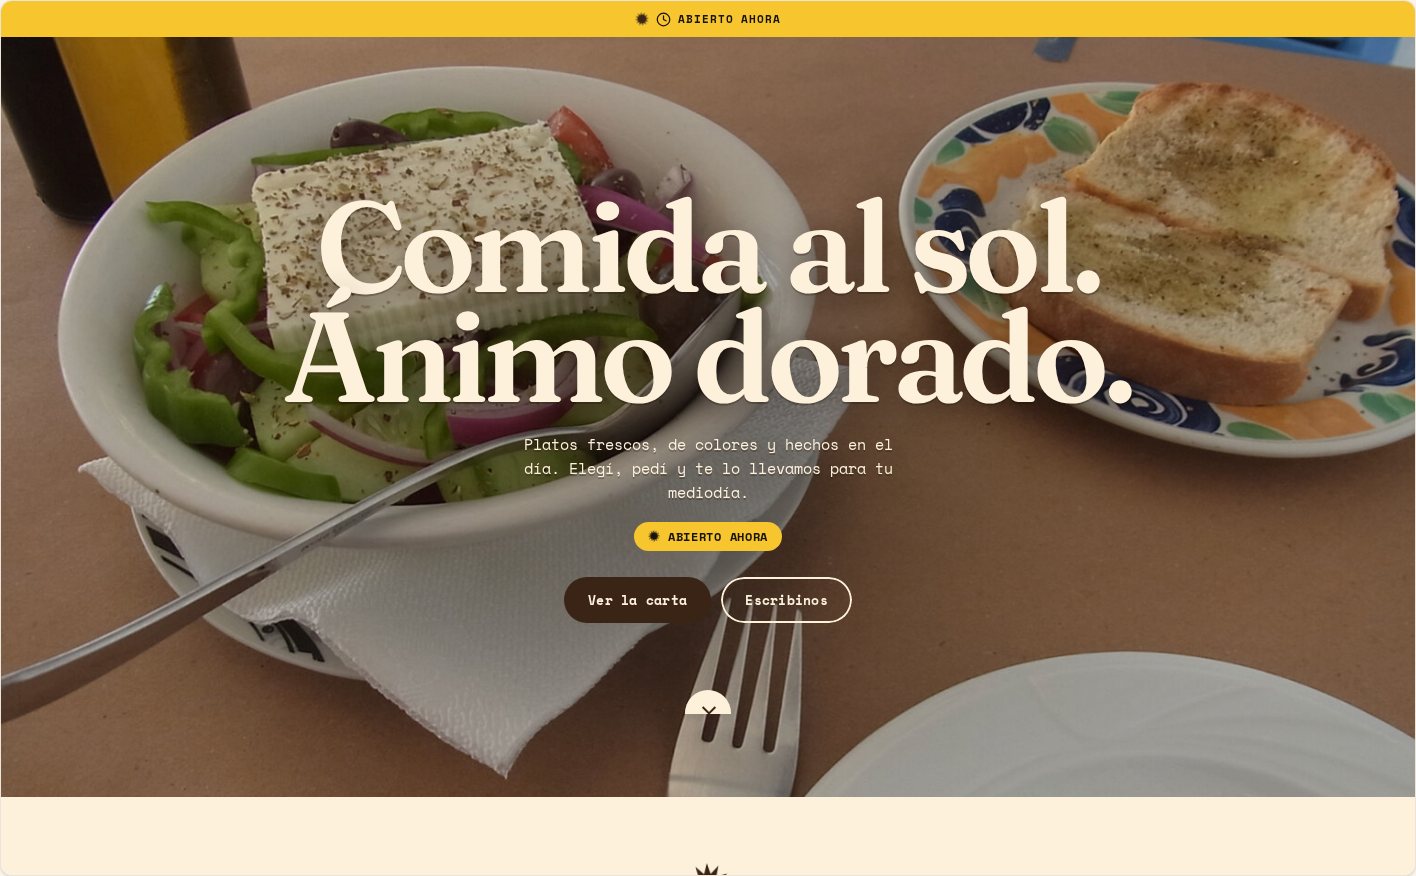 ABIERTO AHORA
Comida al sol.
Ánimo dorado.
Platos frescos, de colores y hechos en el
día. Elegí, pedí y te lo llevamos para tu
mediodía.
ABIERTO AHORA
Ver la carta
Escribinos